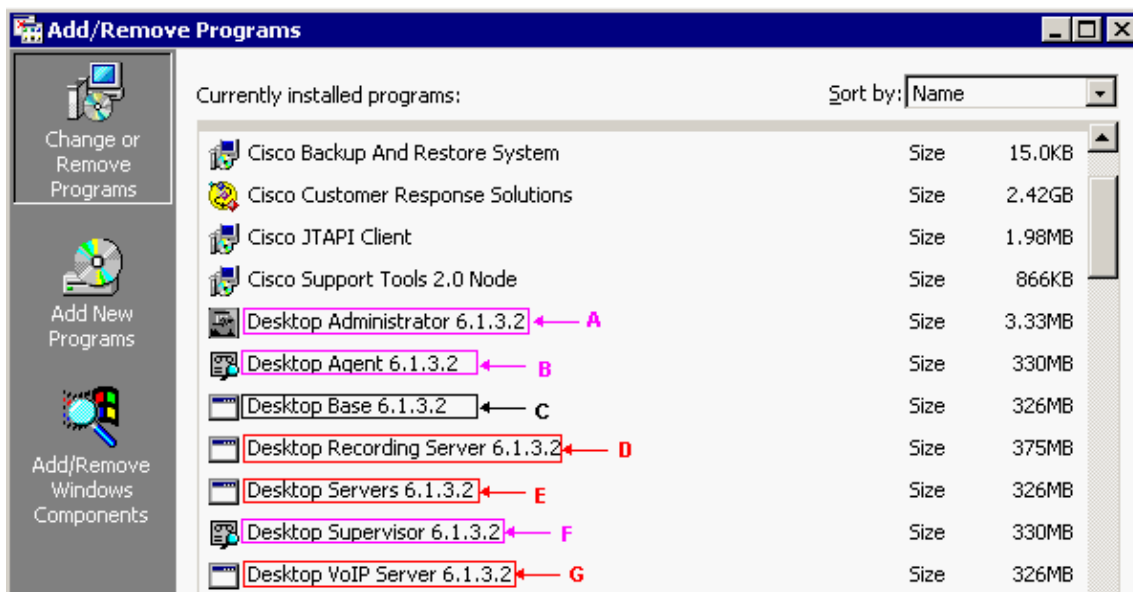 Add/Remove Programs
Change or Remove Programs
Add New Programs
Add/Remove Windows Components
Currently installed programs: Sort by: Name
Cisco Backup And Restore System Size 15.0KB
Cisco Customer Response Solutions Size 2.42GB
Cisco JTAPI Client Size 1.98MB
Cisco Support Tools 2.0 Node Size 866KB
Desktop Administrator 6.1.3.2 A Size 3.33MB
Desktop Agent 6.1.3.2 B Size 330MB
Desktop Base 6.1.3.2 C Size 326MB
Desktop Recording Server 6.1.3.2 D Size 375MB
Desktop Servers 6.1.3.2 E Size 326MB
Desktop Supervisor 6.1.3.2 F Size 330MB
Desktop VoIP Server 6.1.3.2 G Size 326MB